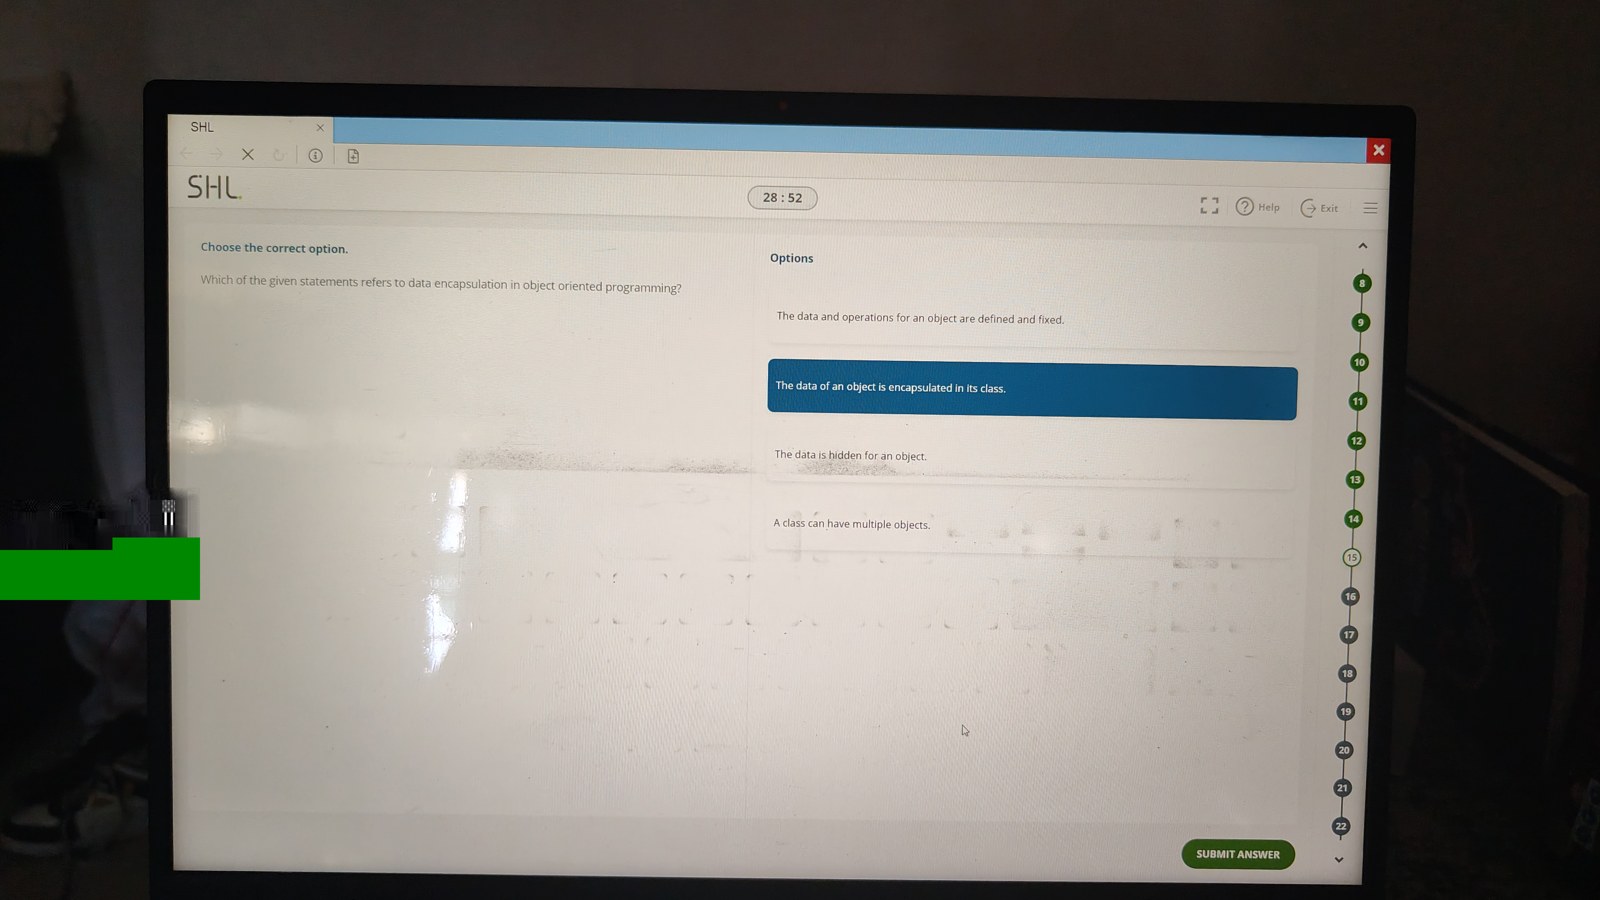 SHL
SHL.
28 : 52
Help
Exit
Choose the correct option.
Which of the given statements refers to data encapsulation in object oriented programming?
Options
The data and operations for an object are defined and fixed.
The data of an object is encapsulated in its class.
The data is hidden for an object.
A class can have multiple objects.
8
9
10
11
12
13
14
15
16
17
18
19
20
21
22
SUBMIT ANSWER